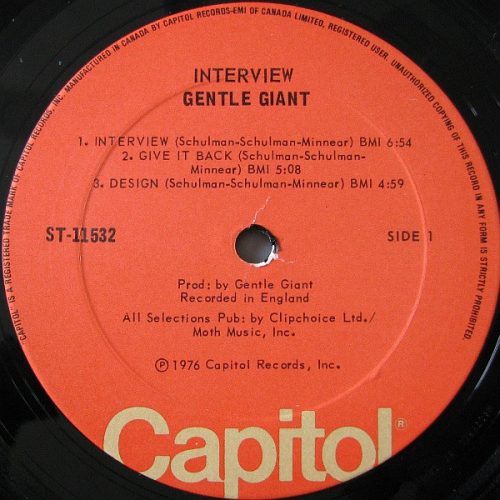 MANUFACTURED IN CANADA BY CAPITOL RECORDS-EMI OF CANADA LIMITED, REGISTERED USER. UNAUTHORIZED COPYING OF THIS RECORD IN ANY FORM IS STRICTLY PROHIBITED.
CAPITOL IS A REGISTERED TRADE MARK OF CAPITOL RECORDS, INC.
INTERVIEW
GENTLE GIANT
1. INTERVIEW (Schulman-Schulman-Minnear) BMI 6:54
2. GIVE IT BACK (Schulman-Schulman-
Minnear) BMI 5:08
3. DESIGN (Schulman-Schulman-Minnear) BMI 4:59
ST-11532
SIDE 1
Prod: by Gentle Giant
Recorded in England
All Selections Pub: by Clipchoice Ltd./
Moth Music, Inc.
℗ 1976 Capitol Records, Inc.
Capitol®